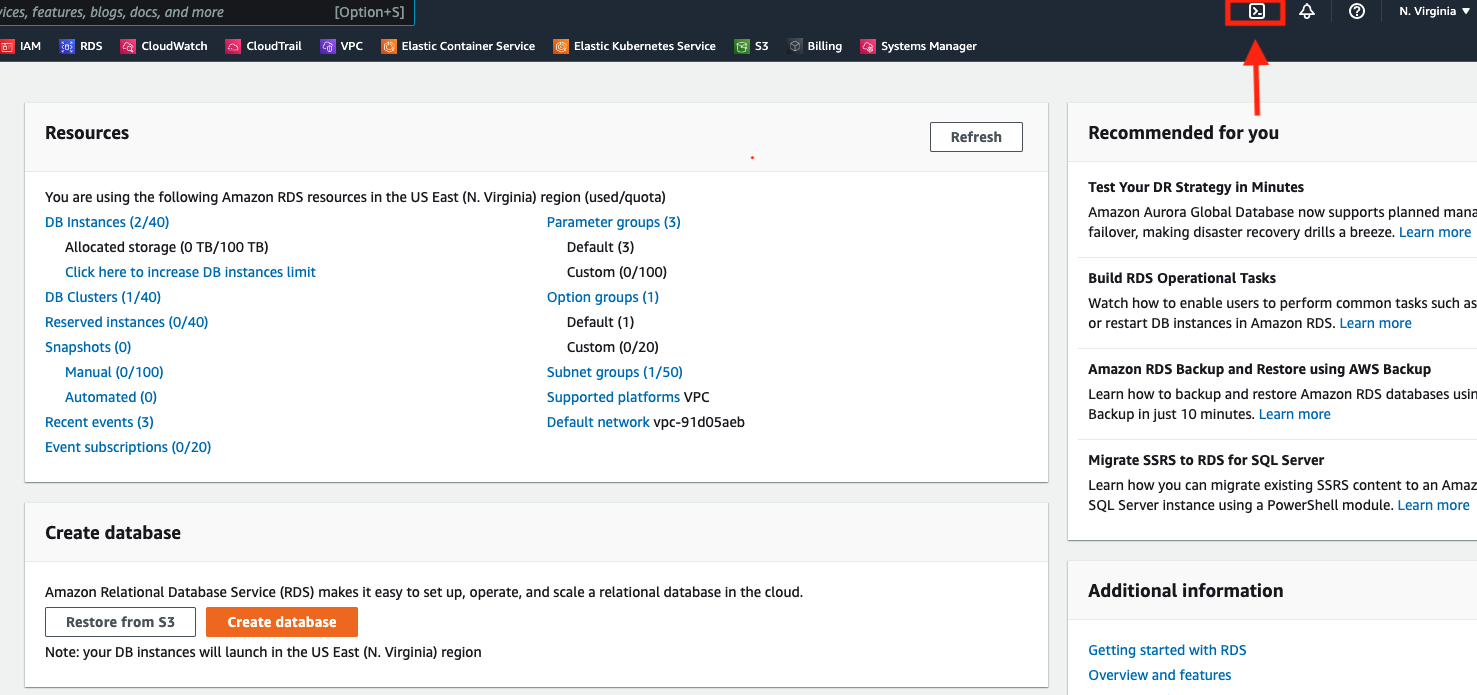 vices, features, blogs, docs, and more [Option+S]
N. Virginia
IAM RDS CloudWatch CloudTrail VPC Elastic Container Service Elastic Kubernetes Service S3 Billing Systems Manager
Resources
Refresh
You are using the following Amazon RDS resources in the US East (N. Virginia) region (used/quota)
DB Instances (2/40)
Allocated storage (0 TB/100 TB)
Click here to increase DB instances limit
DB Clusters (1/40)
Reserved instances (0/40)
Snapshots (0)
Manual (0/100)
Automated (0)
Recent events (3)
Event subscriptions (0/20)
Parameter groups (3)
Default (3)
Custom (0/100)
Option groups (1)
Default (1)
Custom (0/20)
Subnet groups (1/50)
Supported platforms VPC
Default network vpc-91d05aeb
Create database
Amazon Relational Database Service (RDS) makes it easy to set up, operate, and scale a relational database in the cloud.
Restore from S3
Create database
Note: your DB instances will launch in the US East (N. Virginia) region
Recommended for you
Test Your DR Strategy in Minutes
Amazon Aurora Global Database now supports planned mana
failover, making disaster recovery drills a breeze. Learn more
Build RDS Operational Tasks
Watch how to enable users to perform common tasks such as
or restart DB instances in Amazon RDS. Learn more
Amazon RDS Backup and Restore using AWS Backup
Learn how to backup and restore Amazon RDS databases usin
Backup in just 10 minutes. Learn more
Migrate SSRS to RDS for SQL Server
Learn how you can migrate existing SSRS content to an Amaz
SQL Server instance using a PowerShell module. Learn more
Additional information
Getting started with RDS
Overview and features